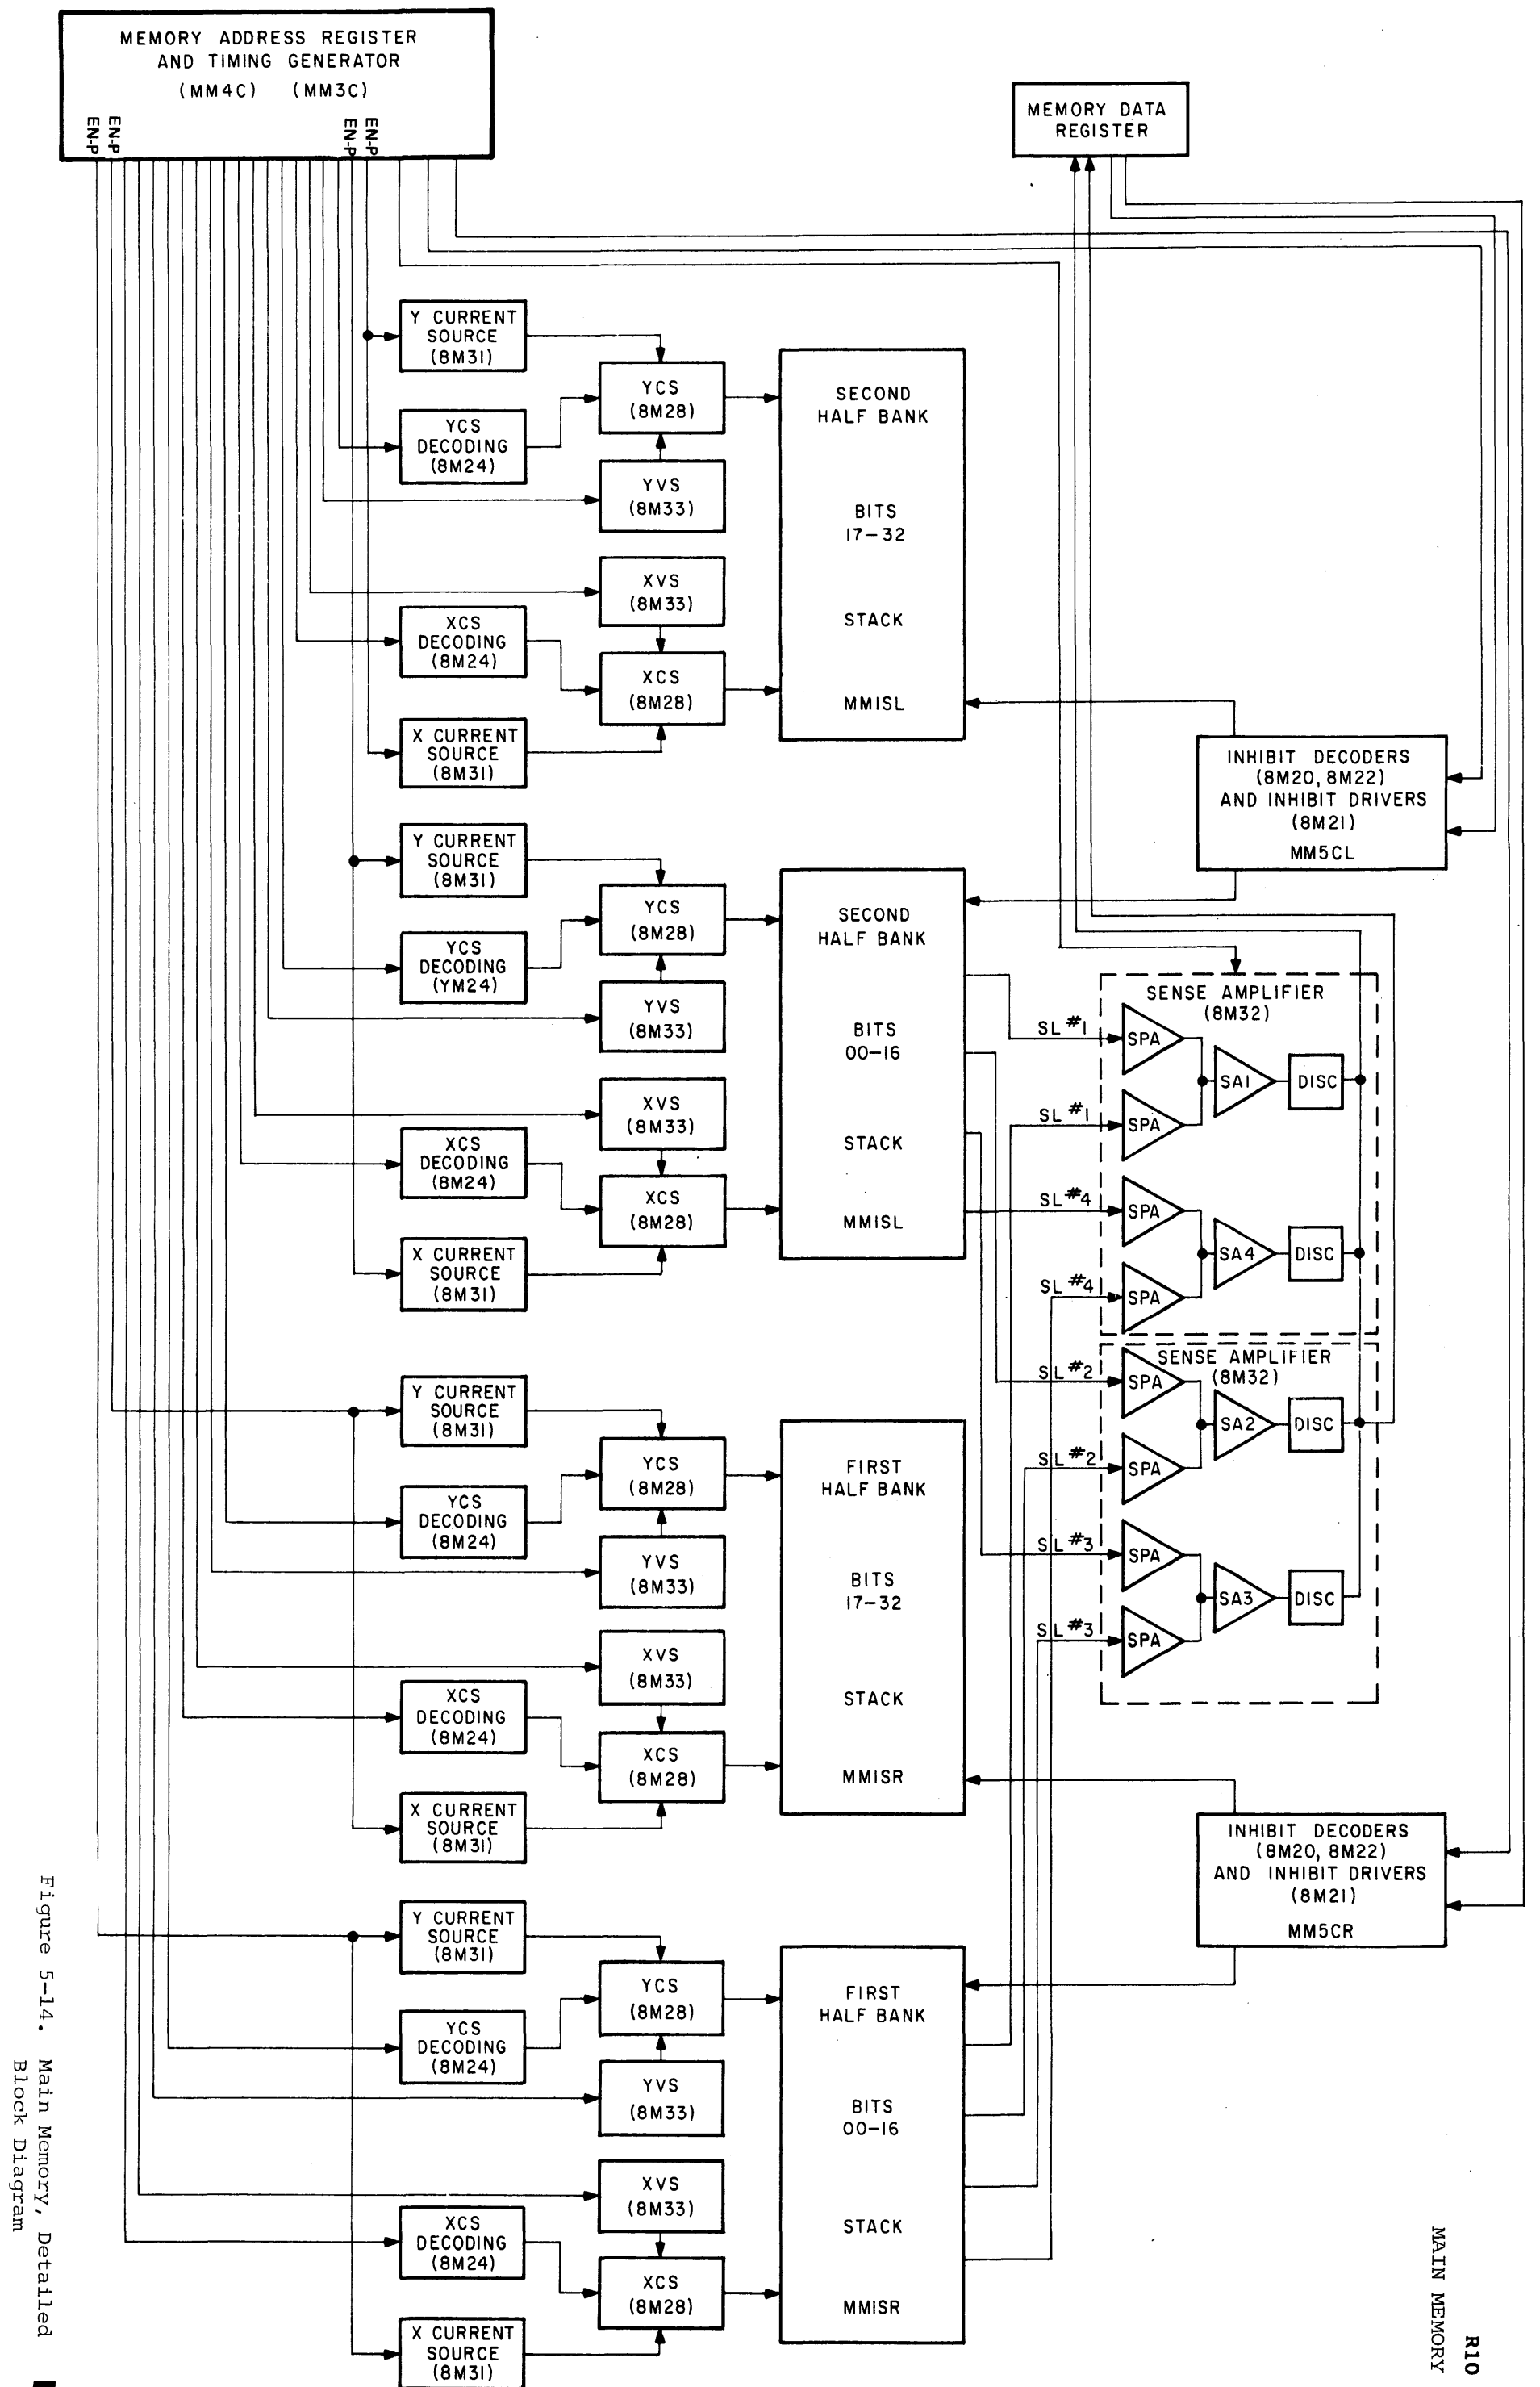 MEMORY ADDRESS REGISTER
AND TIMING GENERATOR
(MM4C) (MM3C)
EN-P
EN-P
EN-P
EN-P
MEMORY DATA
REGISTER
Y CURRENT
SOURCE
(8M31)
YCS
(8M28)
YCS
DECODING
(8M24)
YVS
(8M33)
XVS
(8M33)
XCS
DECODING
(8M24)
XCS
(8M28)
X CURRENT
SOURCE
(8M31)
SECOND
HALF BANK
BITS
17-32
STACK
MMISL
INHIBIT DECODERS
(8M20, 8M22)
AND INHIBIT DRIVERS
(8M21)
MM5CL
Y CURRENT
SOURCE
(8M31)
YCS
(8M28)
YCS
DECODING
(YM24)
YVS
(8M33)
XVS
(8M33)
XCS
DECODING
(8M24)
XCS
(8M28)
X CURRENT
SOURCE
(8M31)
SECOND
HALF BANK
BITS
00-16
STACK
MMISL
SENSE AMPLIFIER
(8M32)
SL #1
SPA
SA1
DISC
SL #1
SPA
SL #4
SPA
SA4
DISC
SL #4
SPA
SENSE AMPLIFIER
(8M32)
SL #2
SPA
SA2
DISC
SL #2
SPA
SL #3
SPA
SA3
DISC
SL #3
SPA
Y CURRENT
SOURCE
(8M31)
YCS
(8M28)
YCS
DECODING
(8M24)
YVS
(8M33)
XVS
(8M33)
XCS
DECODING
(8M24)
XCS
(8M28)
X CURRENT
SOURCE
(8M31)
FIRST
HALF BANK
BITS
17-32
STACK
MMISR
INHIBIT DECODERS
(8M20, 8M22)
AND INHIBIT DRIVERS
(8M21)
MM5CR
Y CURRENT
SOURCE
(8M31)
YCS
(8M28)
YCS
DECODING
(8M24)
YVS
(8M33)
XVS
(8M33)
XCS
DECODING
(8M24)
XCS
(8M28)
X CURRENT
SOURCE
(8M31)
FIRST
HALF BANK
BITS
00-16
STACK
MMISR
Figure 5-14. Main Memory, Detailed
Block Diagram
R10
MAIN MEMORY